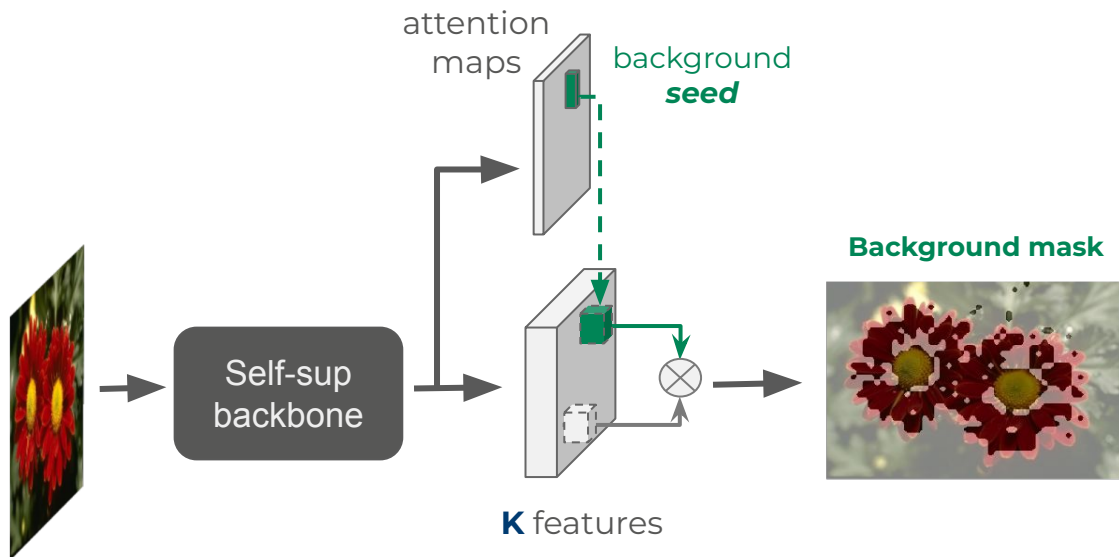 attention
maps
background
seed
Background mask
Self-sup
backbone
K features